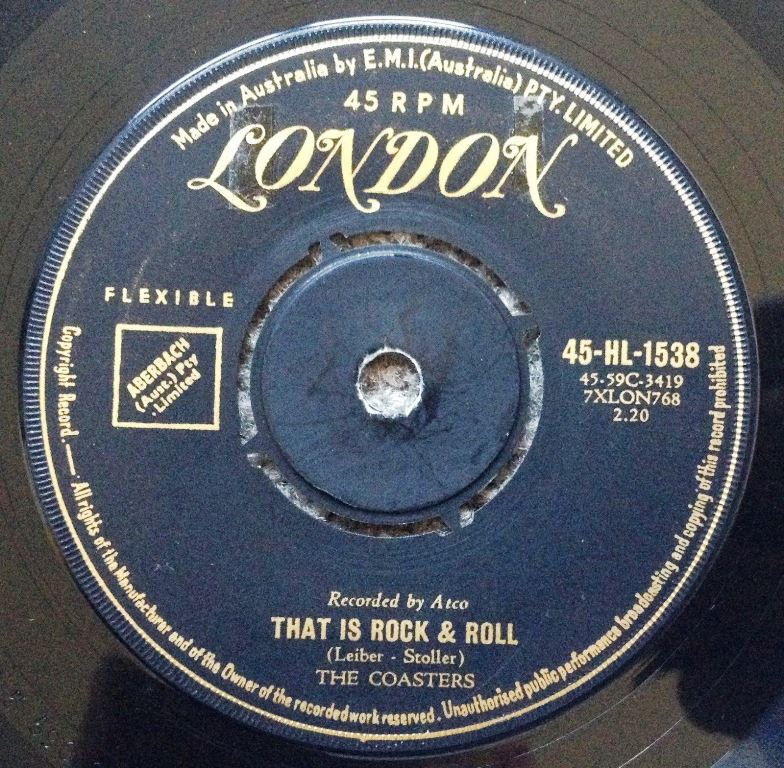 Made in Australia by E.M.I.(Australia) PTY. LIMITED
45 RPM
LONDON
FLEXIBLE
ABERBACH
(Aust.) Pty
Limited
45-HL-1538
45-59C-3419
7XLON768
2.20
Recorded by Atco
THAT IS ROCK & ROLL
(Leiber - Stoller)
THE COASTERS
Copyright Record. — All rights of the Manufacturer and of the Owner of the recorded work reserved. Unauthorised public performance broadcasting and copying of this record prohibited